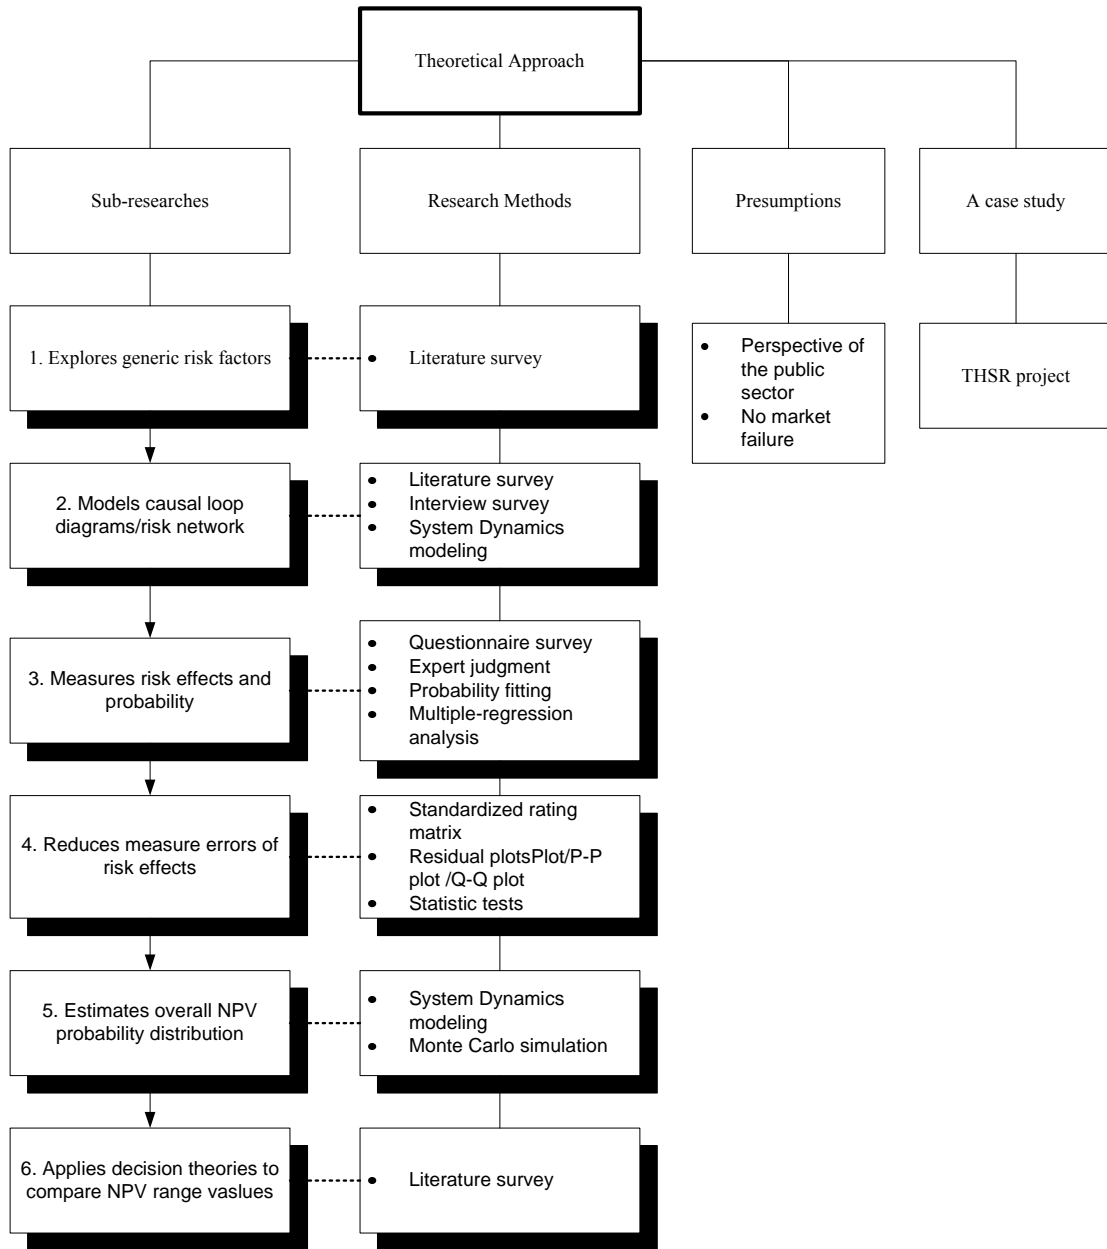 Theoretical Approach
Sub-researches
Research Methods
Presumptions
A case study
1. Explores generic risk factors
• Literature survey
• Perspective of
the public
sector
• No market
failure
THSR project
2. Models causal loop
diagrams/risk network
• Literature survey
• Interview survey
• System Dynamics
modeling
3. Measures risk effects and
probability
• Questionnaire survey
• Expert judgment
• Probability fitting
• Multiple-regression
analysis
4. Reduces measure errors of
risk effects
• Standardized rating
matrix
• Residual plotsPlot/P-P
plot /Q-Q plot
• Statistic tests
5. Estimates overall NPV
probability distribution
• System Dynamics
modeling
• Monte Carlo simulation
6. Applies decision theories to
compare NPV range vaslues
• Literature survey